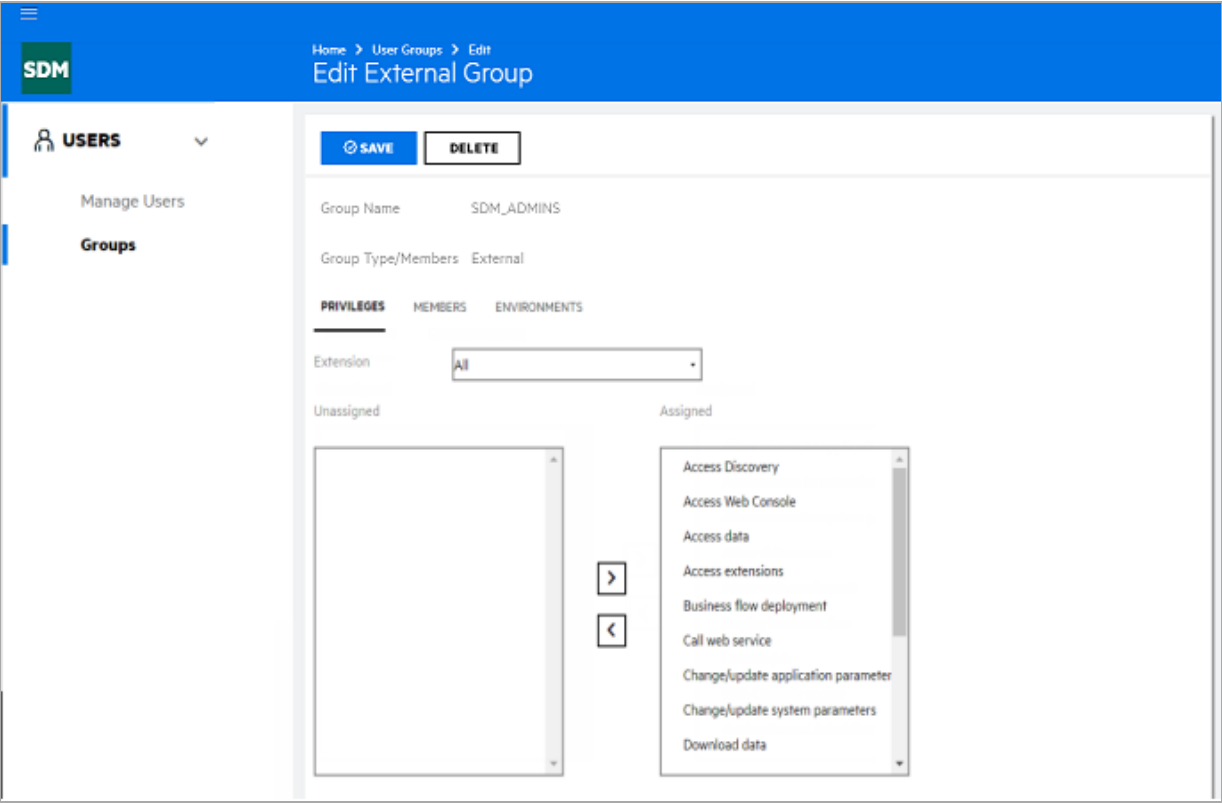 SDM
Home > User Groups > Edit
Edit External Group
USERS
Manage Users
Groups
SAVE DELETE
Group Name SDM_ADMINS
Group Type/Members External
PRIVILEGES MEMBERS ENVIRONMENTS
Extension All
Unassigned Assigned
Access Discovery
Access Web Console
Access data
Access extensions
Business flow deployment
Call web service
Change/update application parameter
Change/update system parameters
Download data